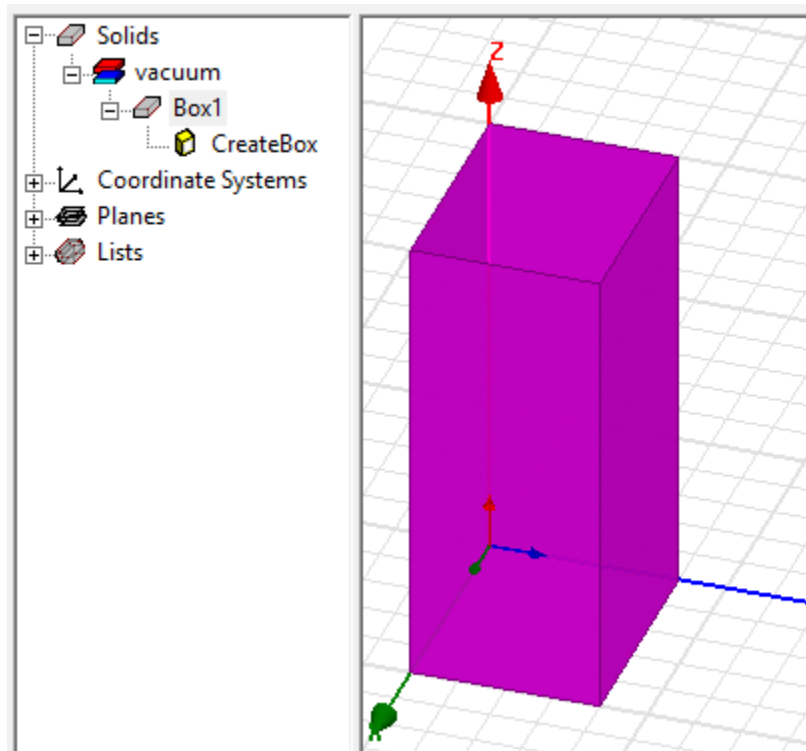 Solids
vacuum
Box1
CreateBox
Coordinate Systems
Planes
Lists
Z